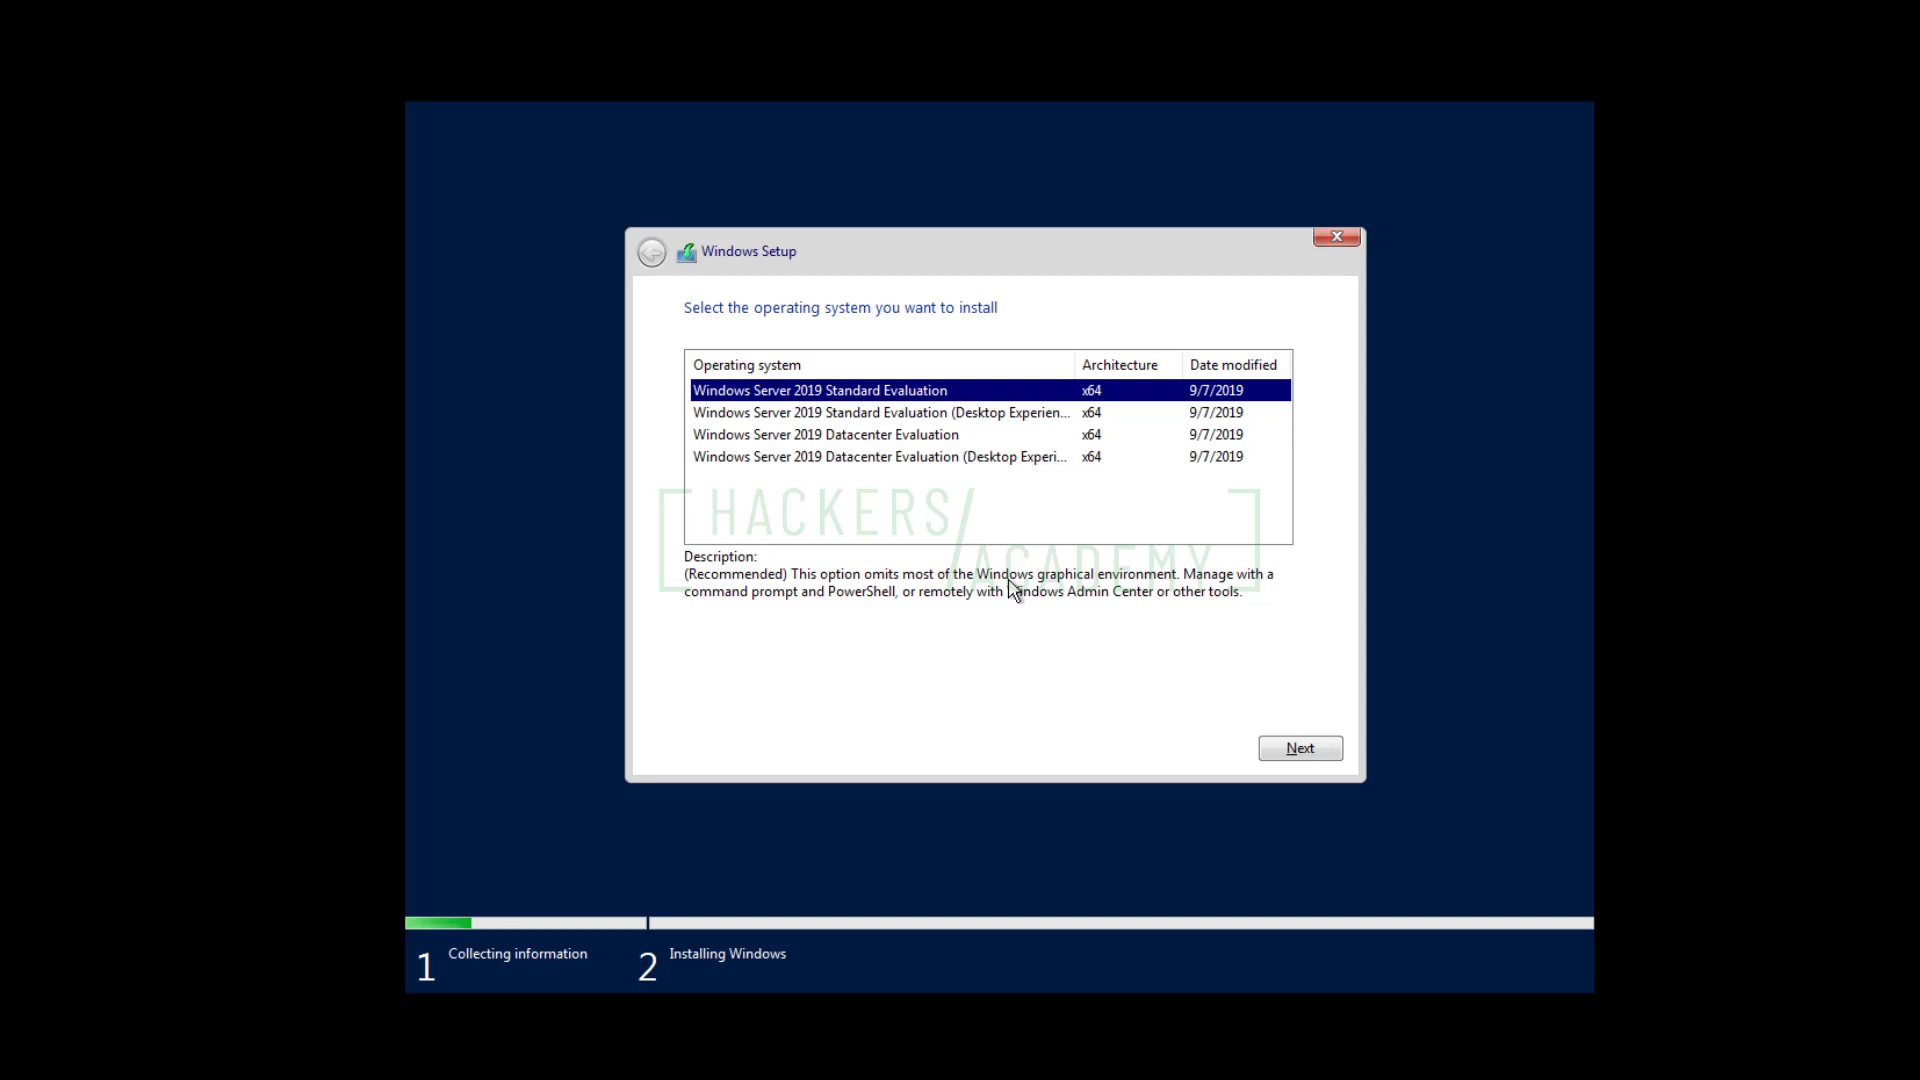 Windows Setup
Select the operating system you want to install
Operating system Architecture Date modified
Windows Server 2019 Standard Evaluation x64 9/7/2019
Windows Server 2019 Standard Evaluation (Desktop Experien... x64 9/7/2019
Windows Server 2019 Datacenter Evaluation x64 9/7/2019
Windows Server 2019 Datacenter Evaluation (Desktop Experi... x64 9/7/2019
HACKERS/
/ACADEMY
Description:
(Recommended) This option omits most of the Windows graphical environment. Manage with a
command prompt and PowerShell, or remotely with Windows Admin Center or other tools.
Next
1 Collecting information 2 Installing Windows